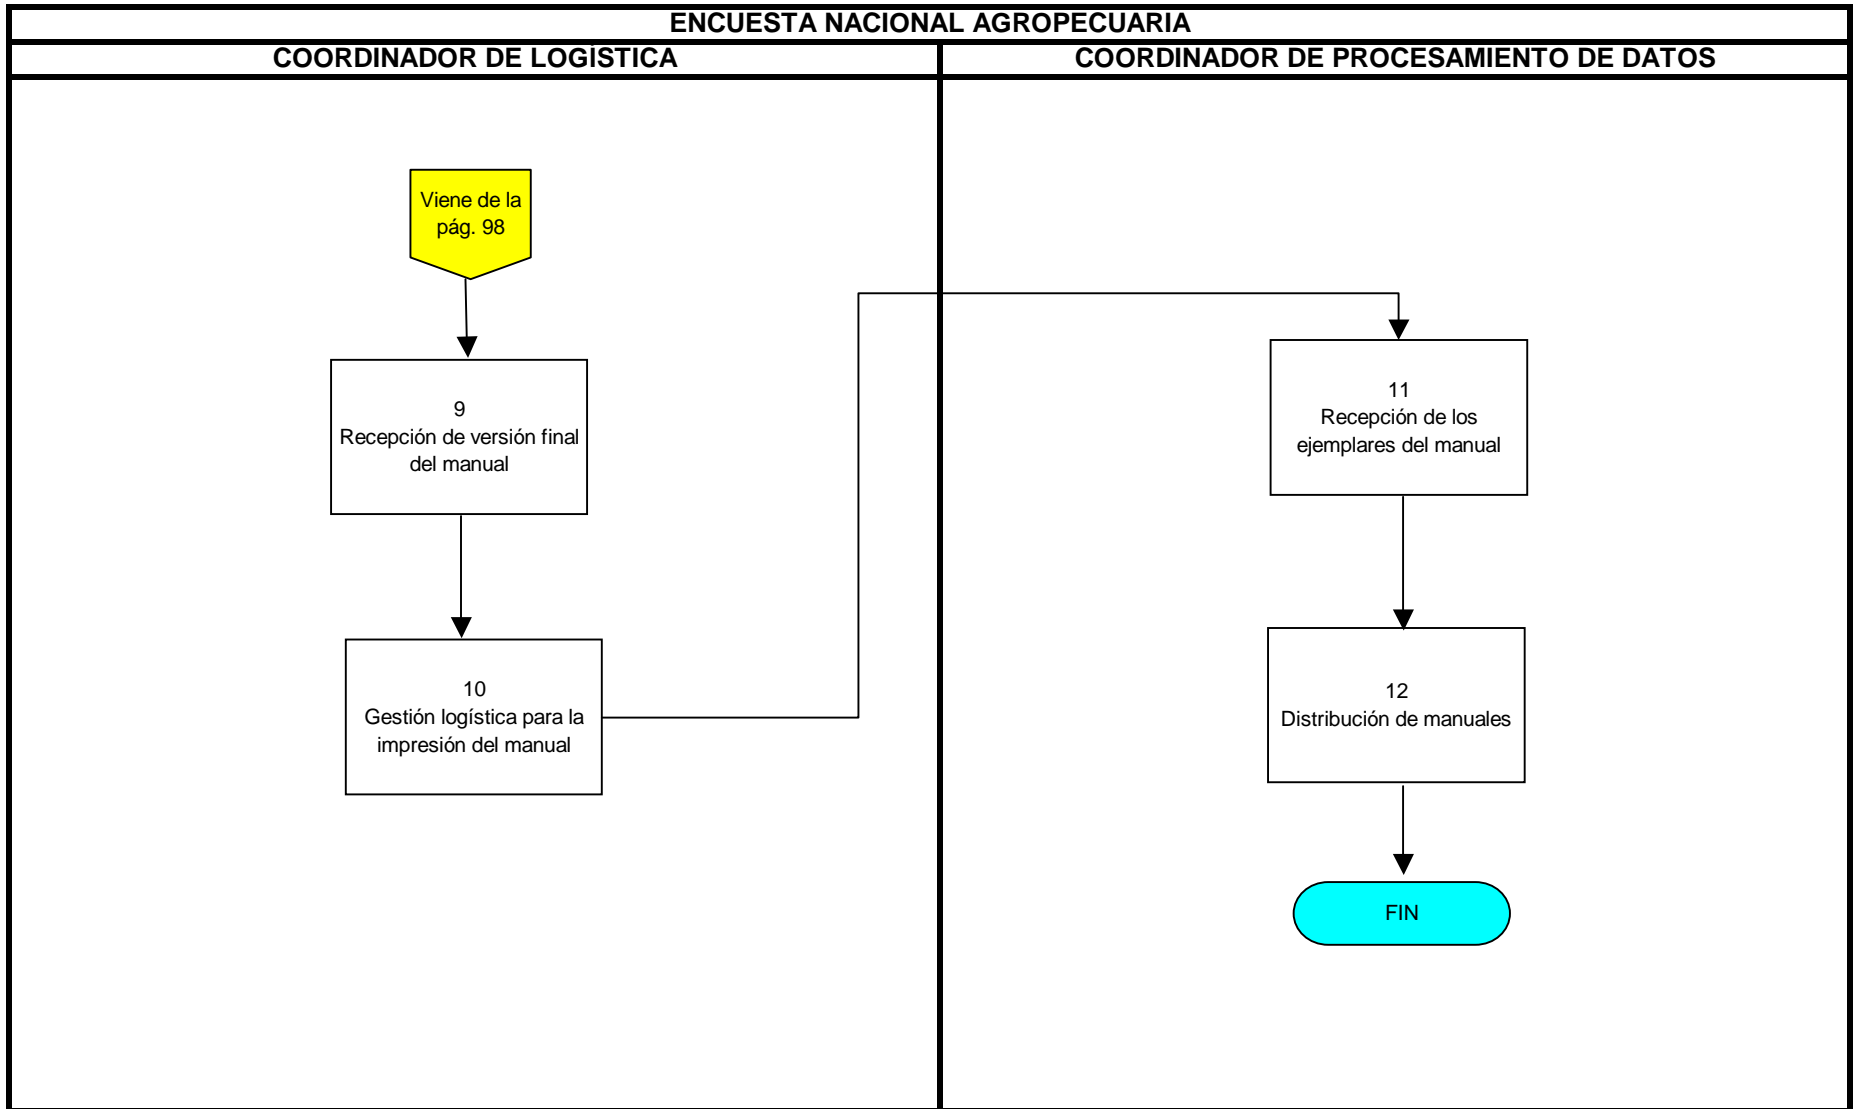 ENCUESTA NACIONAL AGROPECUARIA
COORDINADOR DE LOGÍSTICA
COORDINADOR DE PROCESAMIENTO DE DATOS
Viene de la
pág. 98
9
Recepción de versión final
del manual
10
Gestión logística para la
impresión del manual
11
Recepción de los
ejemplares del manual
12
Distribución de manuales
FIN